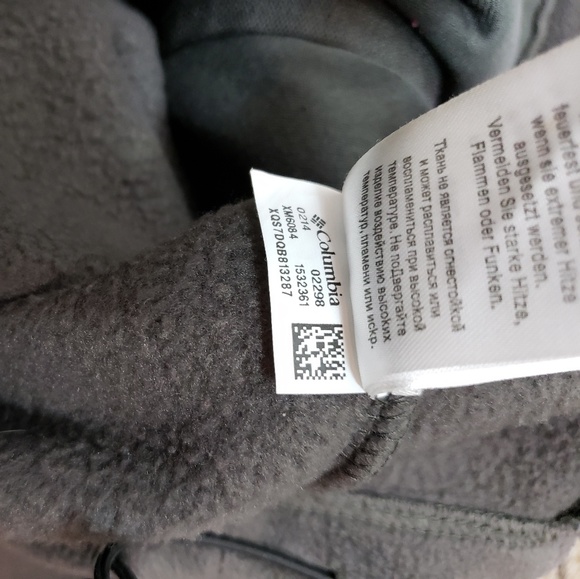 Columbia
0214 02298
XM6084 1532361
XQS7DQB813287
Ткань не является огнестойкой
и может расплавиться или
воспламениться при высокой
температуре. Не подвергайте
изделие воздействию высоких
температур, пламени или искр.
feuerfest
wenn sie extremer Hitze
ausgesetzt werden.
Vermeiden Sie starke Hitze,
Flammen oder Funken.